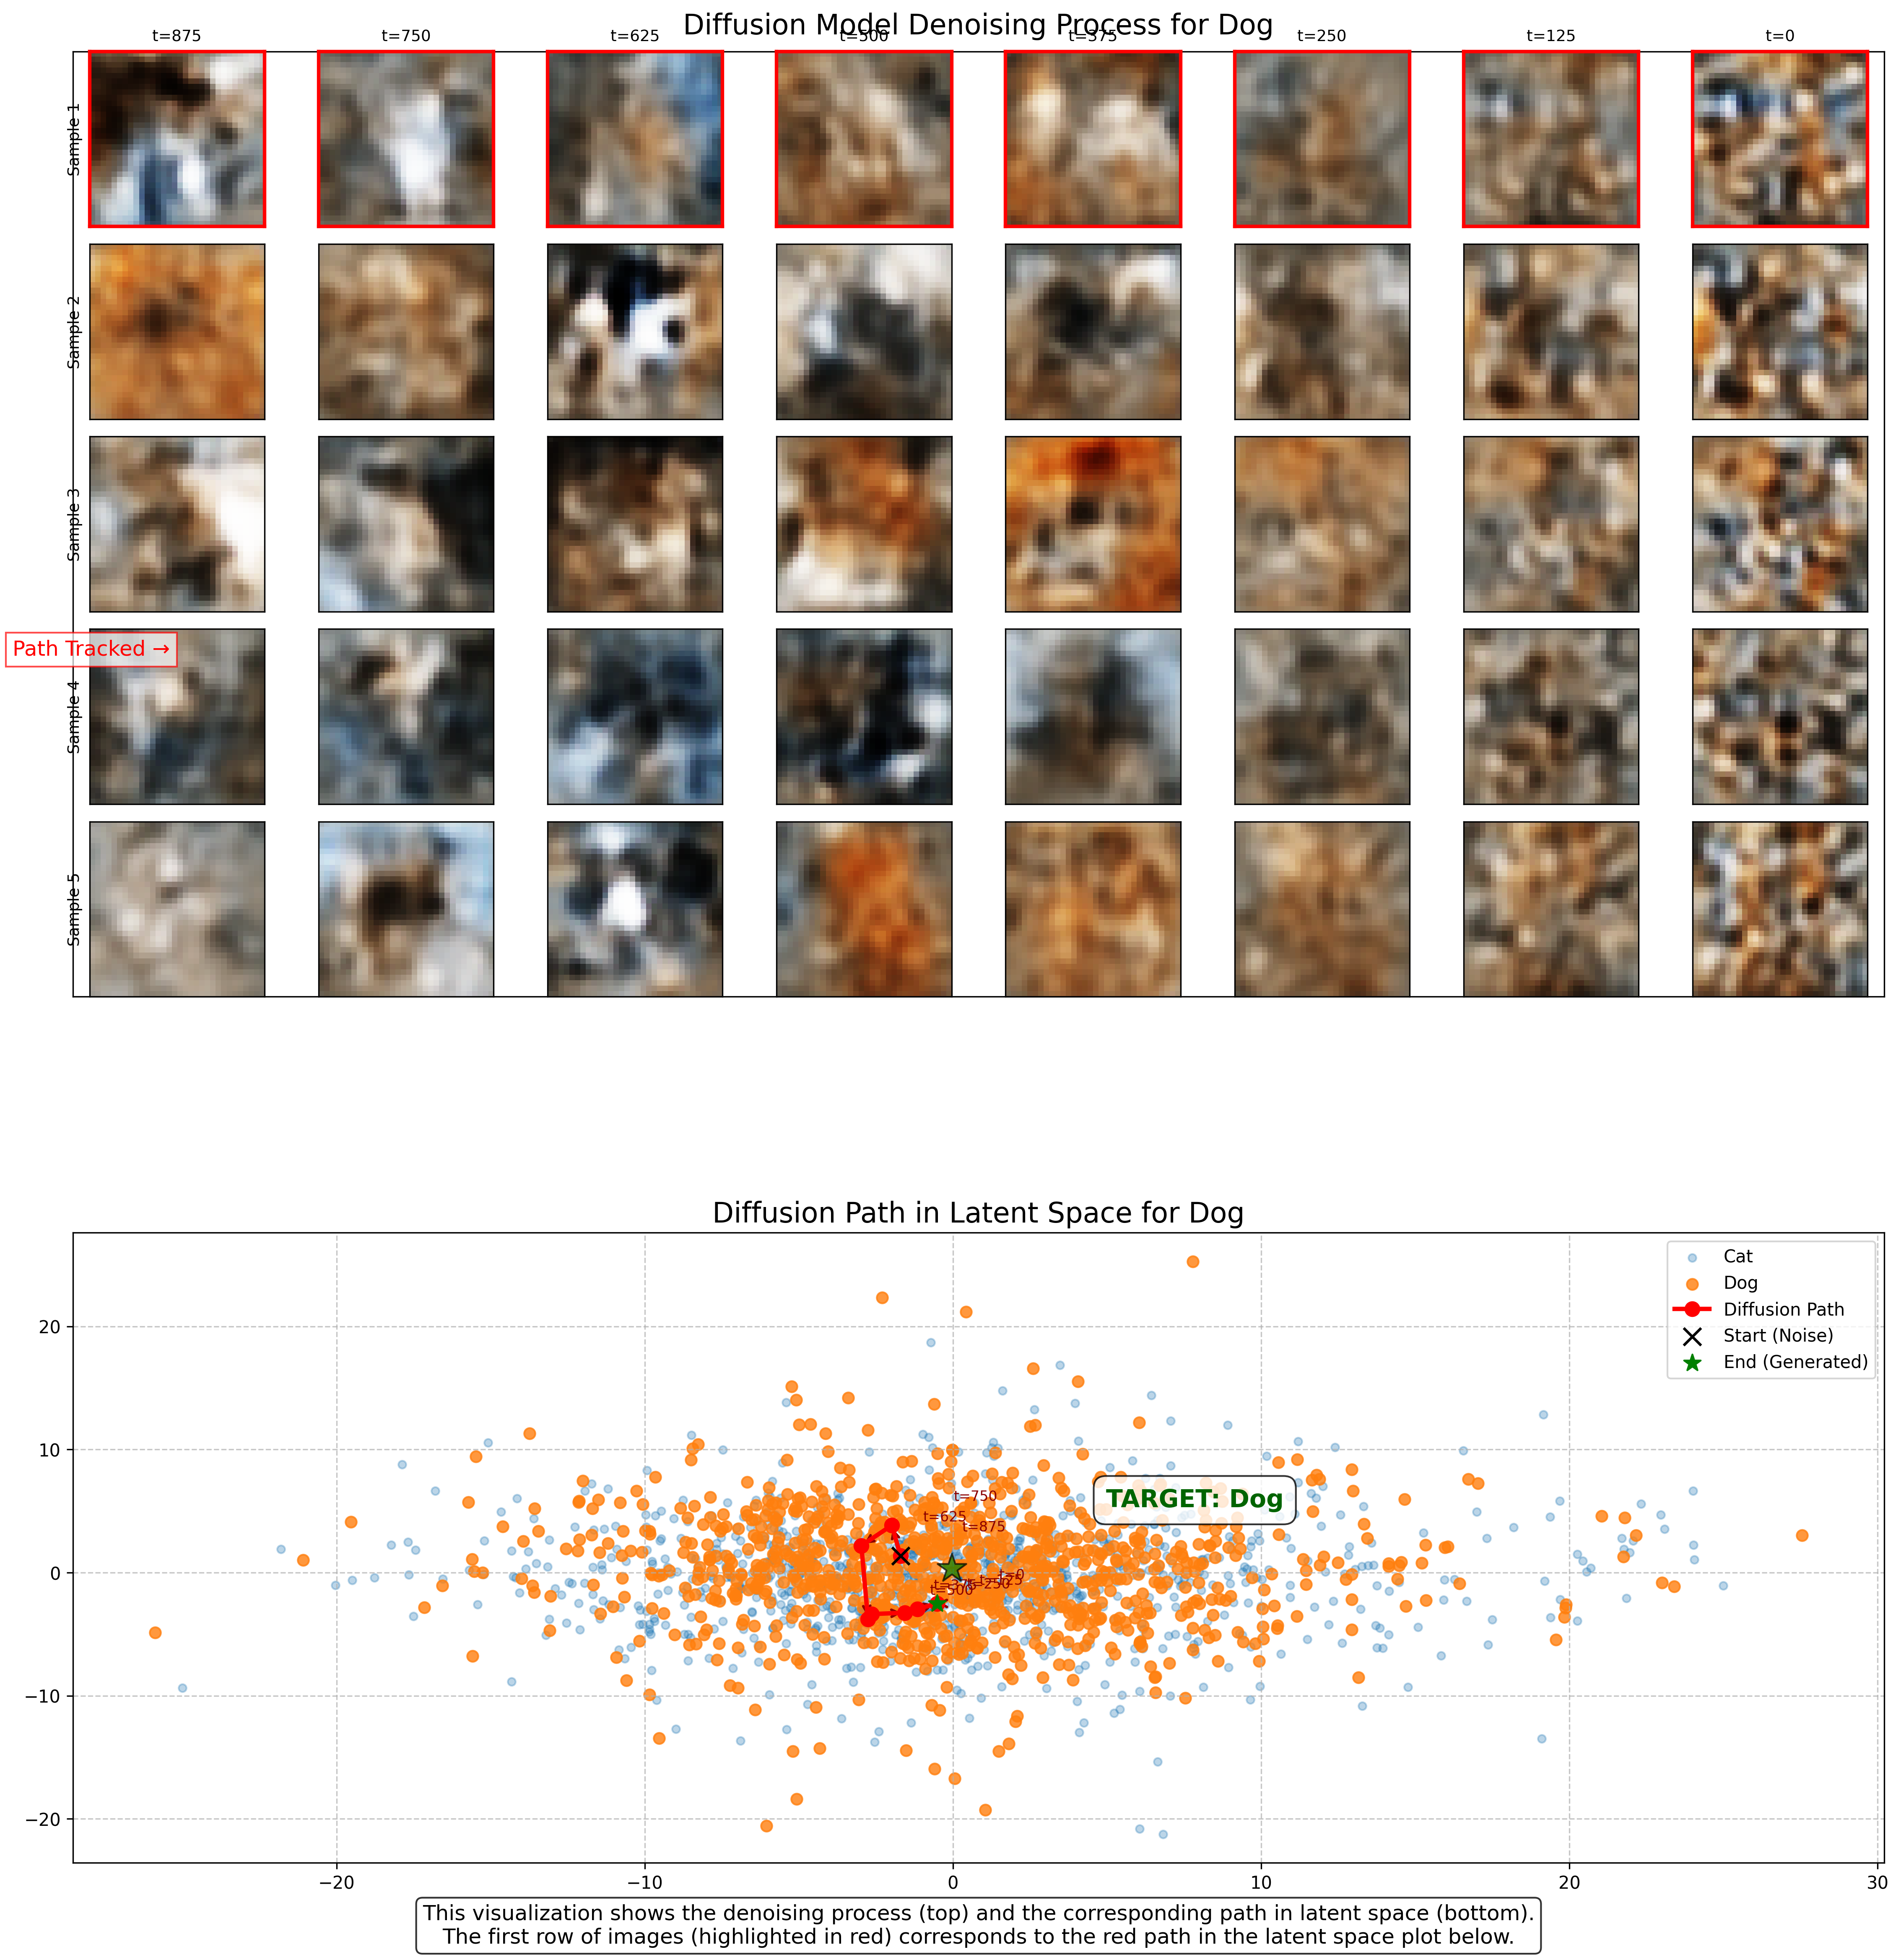 Diffusion Model Denoising Process for Dog
t=875 t=750 t=625 t=500 t=375 t=250 t=125 t=0
Sample 1
Sample 2
Sample 3
Path Tracked →
Sample 4
Sample 5
Diffusion Path in Latent Space for Dog
Cat
Dog
Diffusion Path
Start (Noise)
End (Generated)
TARGET: Dog
t=750
t=625
t=875
t=0
t=125
t=250
t=375
t=500
20
10
0
−10
−20
−20 −10 0 10 20 30
This visualization shows the denoising process (top) and the corresponding path in latent space (bottom).
The first row of images (highlighted in red) corresponds to the red path in the latent space plot below.